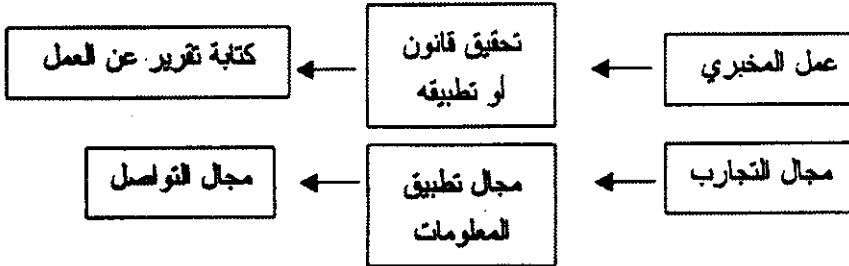 عمل المخبري
تحقيق قانون
أو تطبيقه
كتابة تقرير عن العمل
مجال التجارب
مجال تطبيق
المعلومات
مجال التواصل